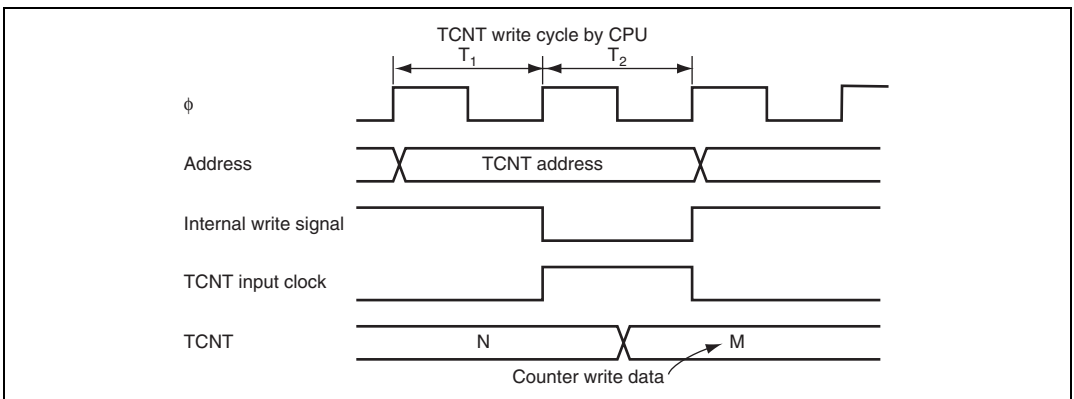 TCNT write cycle by CPU
T1 T2
ϕ
Address TCNT address
Internal write signal
TCNT input clock
TCNT N M
Counter write data